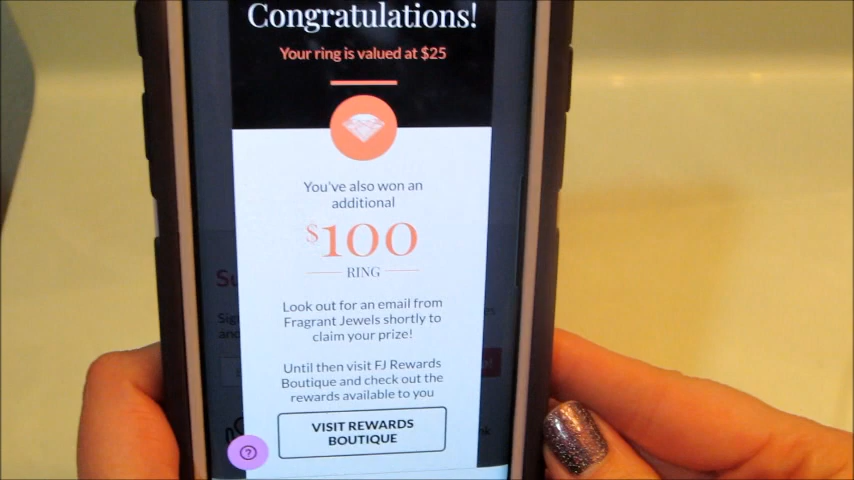 Congratulations!
Your ring is valued at $25
You've also won an
additional
$100
RING
Look out for an email from
Fragrant Jewels shortly to
claim your prize!
Until then visit FJ Rewards
Boutique and check out the
rewards available to you
VISIT REWARDS
BOUTIQUE
?